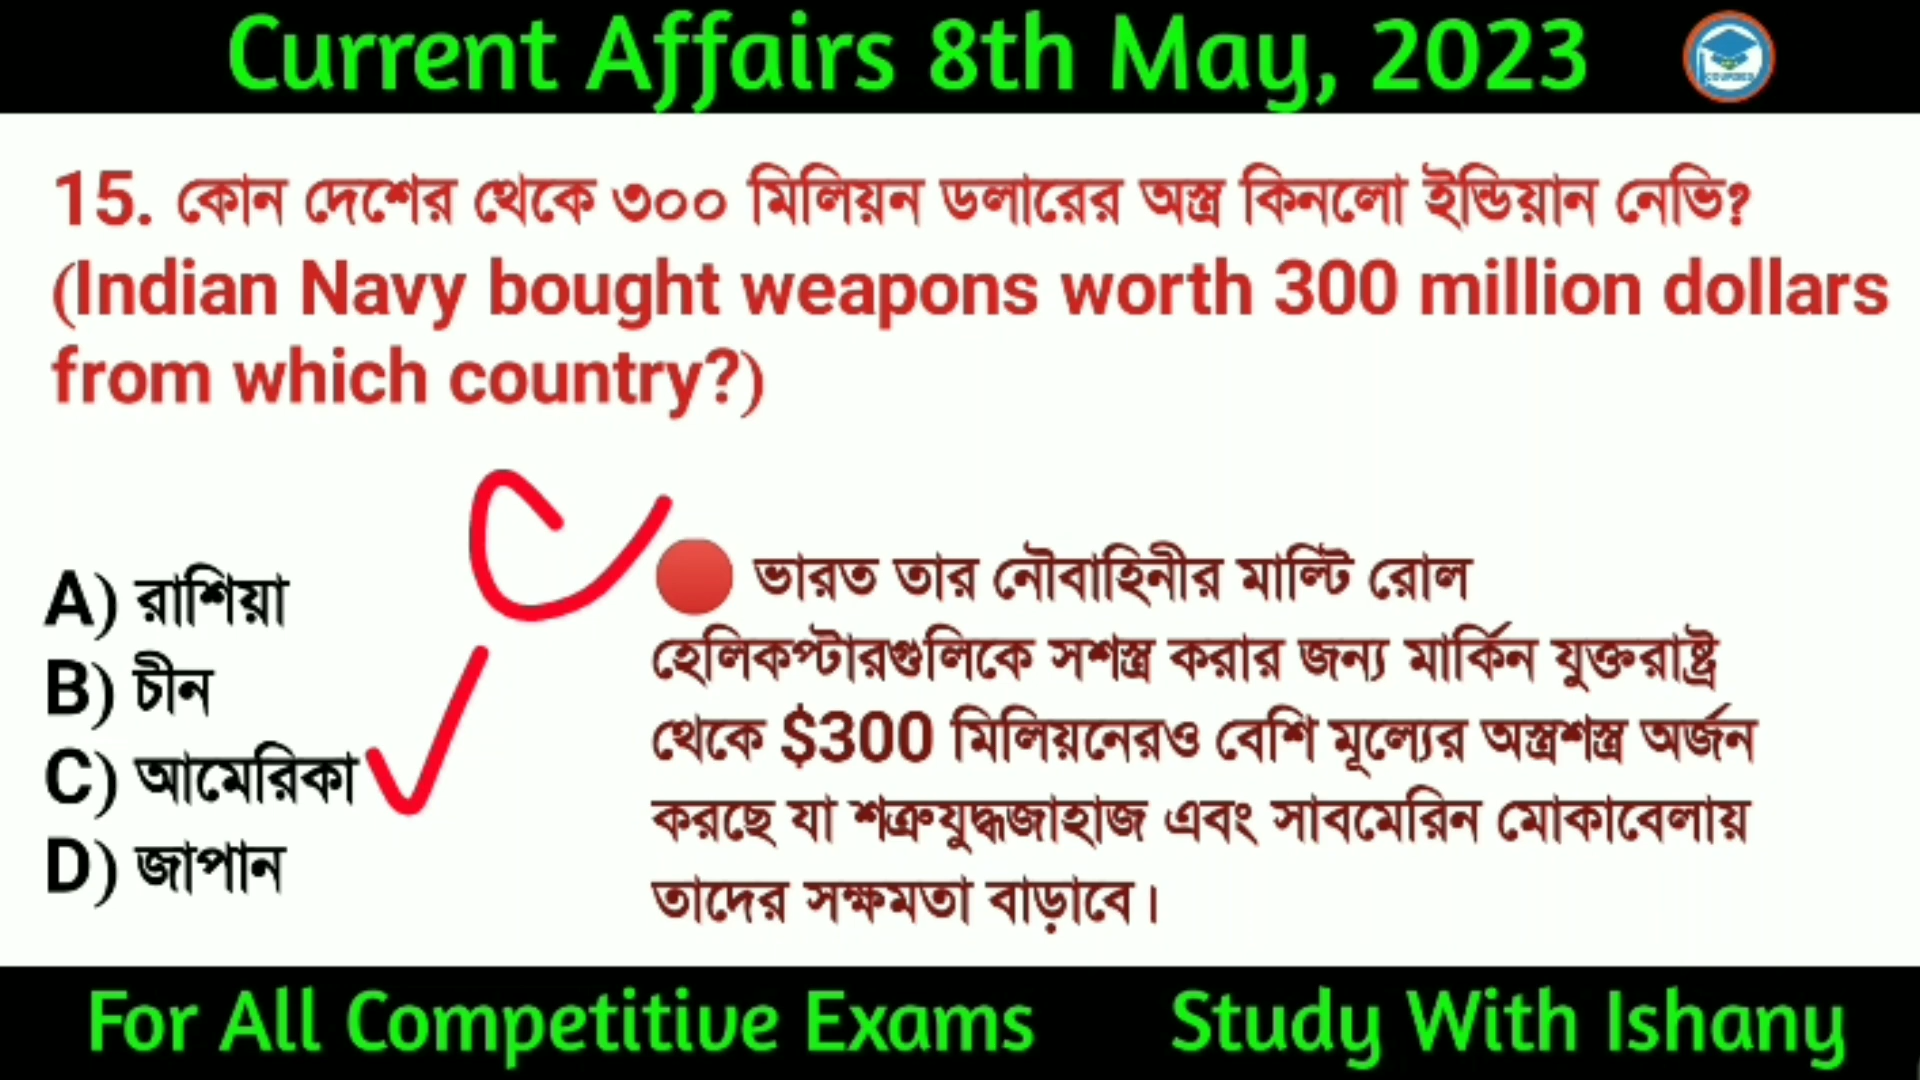 Current Affairs 8th May, 2023
15. কোন দেশের থেকে ৩০০ মিলিয়ন ডলারের অস্ত্র কিনলো ইন্ডিয়ান নেভি?
(Indian Navy bought weapons worth 300 million dollars
from which country?)
A) রাশিয়া
B) চীন
C) আমেরিকা
D) জাপান
C
ভারত তার নৌবাহিনীর মাল্টি রোল
হেলিকপ্টারগুলিকে সশস্ত্র করার জন্য মার্কিন যুক্তরাষ্ট্র
থেকে $300 মিলিয়নেরও বেশি মূল্যের অস্ত্রশস্ত্র অর্জন
করছে যা শত্রুযুদ্ধজাহাজ এবং সাবমেরিন মোকাবেলায়
তাদের সক্ষমতা বাড়াবে।
For All Competitive Exams Study With Ishany